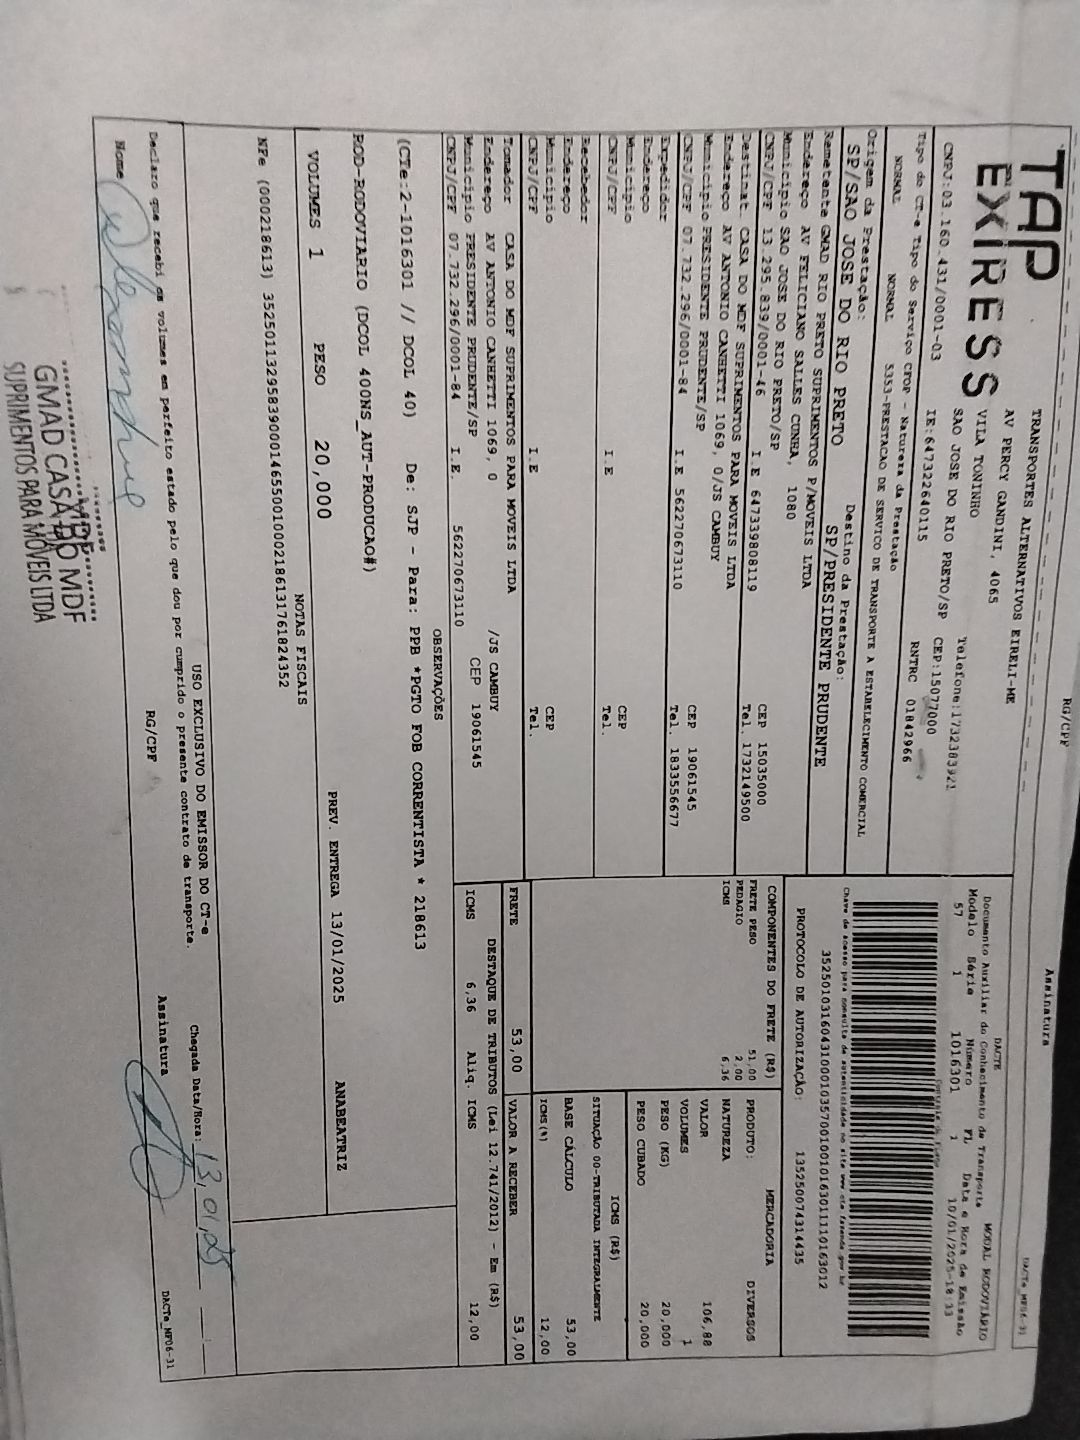 RG/CPF
Assinatura
DACTe_MF06-31
TAP
EXIRESS
TRANSPORTES ALTERNATIVOS EIRELI-ME
AV PERCY GANDINI, 4065
VILA TONINHO
SAO JOSE DO RIO PRETO/SP CEP:15077000
Telefone:1732383921
CNPJ:03.160.431/0001-03 IE:647322640115 RNTRC 01842966
Tipo do CT-e Tipo do Serviço CFOP - Natureza da Prestação
NORMAL NORMAL 5353-PRESTACAO DE SERVICO DE TRANSPORTE A ESTABELECIMENTO COMERCIAL
Origem da Prestação: Destino da Prestação:
SP/SAO JOSE DO RIO PRETO SP/PRESIDENTE PRUDENTE
Remetente GMAD RIO PRETO SUPRIMENTOS P/MOVEIS LTDA
Endereço AV FELICIANO SALLES CUNHA, 1080
Município SAO JOSE DO RIO PRETO/SP CEP 15035000
CNPJ/CPF 13.295.839/0001-46 I.E 647339808119 Tel. 1732149500
Destinat. CASA DO MDF SUPRIMENTOS PARA MOVEIS LTDA
Endereço AV ANTONIO CANHETTI 1069, 0/JS CAMBUY
Município PRESIDENTE PRUDENTE/SP CEP 19061545
CNPJ/CPF 07.732.296/0001-84 I.E 562270673110 Tel. 1833556677
Expedidor
Endereço
Município CEP
CNPJ/CPF I.E Tel.
Recebedor
Endereço
Município CEP
CNPJ/CPF I.E Tel.
Tomador CASA DO MDF SUPRIMENTOS PARA MOVEIS LTDA
Endereço AV ANTONIO CANHETTI 1069, 0 /JS CAMBUY
Município PRESIDENTE PRUDENTE/SP CEP 19061545
CNPJ/CPF 07.732.296/0001-84 I.E. 562270673110
DACTE MODAL RODOVIÁRIO
Documento Auxiliar do Conhecimento de Transporte
Modelo Série Número FL Data e Hora de Emissão
57 1 1016301 1 10/01/2025-18:33
Controle do Fisco
Chave de acesso para consulta de autenticidade no site www.cte.fazenda.gov.br
35250103160431000103570010010163011110163012
PROTOCOLO DE AUTORIZAÇÃO: 135250074314435
COMPONENTES DO FRETE (R$)
FRETE PESO 51,00
PEDAGIO 2,00
ICMS 6,36
MERCADORIA
PRODUTO: DIVERSOS
NATUREZA
VALOR 106,88
VOLUMES 1
PESO (KG) 20,000
PESO CUBADO 20,000
ICMS (R$)
SITUAÇÃO 00-TRIBUTADA INTEGRALMENTE
BASE CÁLCULO 53,00
ICMS(%) 12,00
FRETE 53,00 VALOR A RECEBER 53,00
DESTAQUE DE TRIBUTOS (Lei 12.741/2012) - Em (R$)
ICMS 6,36 Aliq. ICMS 12,00
OBSERVAÇÕES
(CTe:2-1016301 // DCOL 40) De: SJP - Para: PPB *PGTO FOB CORRENTISTA * 218613
ROD-RODOVIARIO (DCOL 400NS_AUT-PRODUCAO#)
ANABEATRIZ
VOLUMES 1 PESO 20,000 PREV. ENTREGA 13/01/2025
NOTAS FISCAIS
NFe (000218613) 35250113295839000146550010002186131761824352
USO EXCLUSIVO DO EMISSOR DO CT-e
Declaro que recebi os volumes em perfeito estado pelo que dou por cumprido o presente contrato de transporte.
Chegada Data/Hora: 13/01/25
Nome RG/CPF Assinatura
DACTe_MF06-31
GMAD CASA DO MDF
SUPRIMENTOS PARA MÓVEIS LTDA